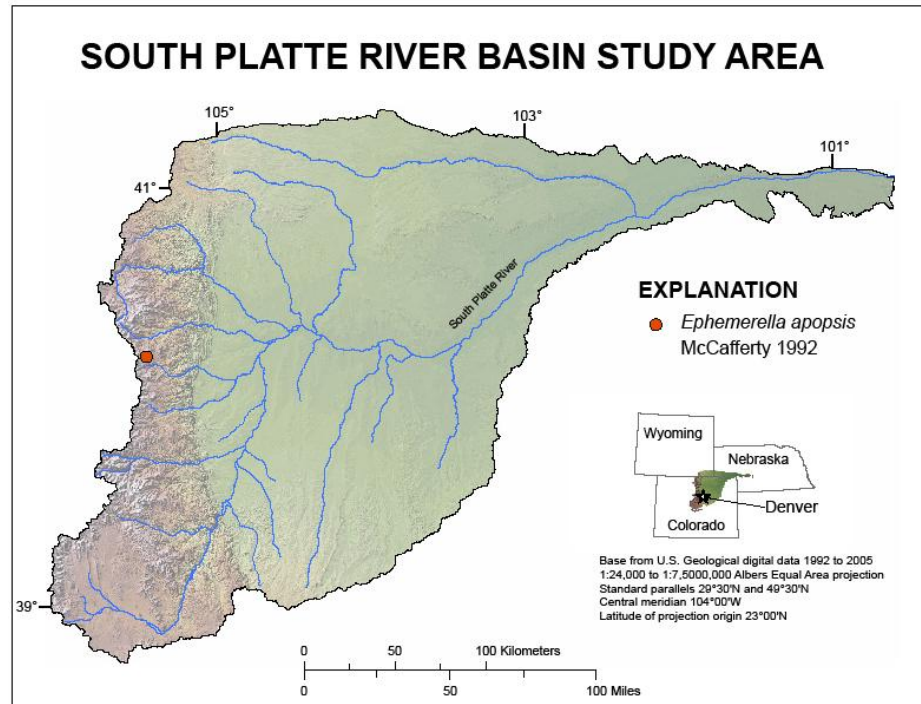 SOUTH PLATTE RIVER BASIN STUDY AREA
105°
103°
101°
41°
South Platte River
EXPLANATION
Ephemerella apopsis
McCafferty 1992
Wyoming
Nebraska
Denver
Colorado
Base from U.S. Geological digital data 1992 to 2005
1:24,000 to 1:7,5000,000 Albers Equal Area projection
Standard parallels 29°30'N and 49°30'N
Central meridian 104°00'W
Latitude of projection origin 23°00'N
39°
0 50 100 Kilometers
0 50 100 Miles